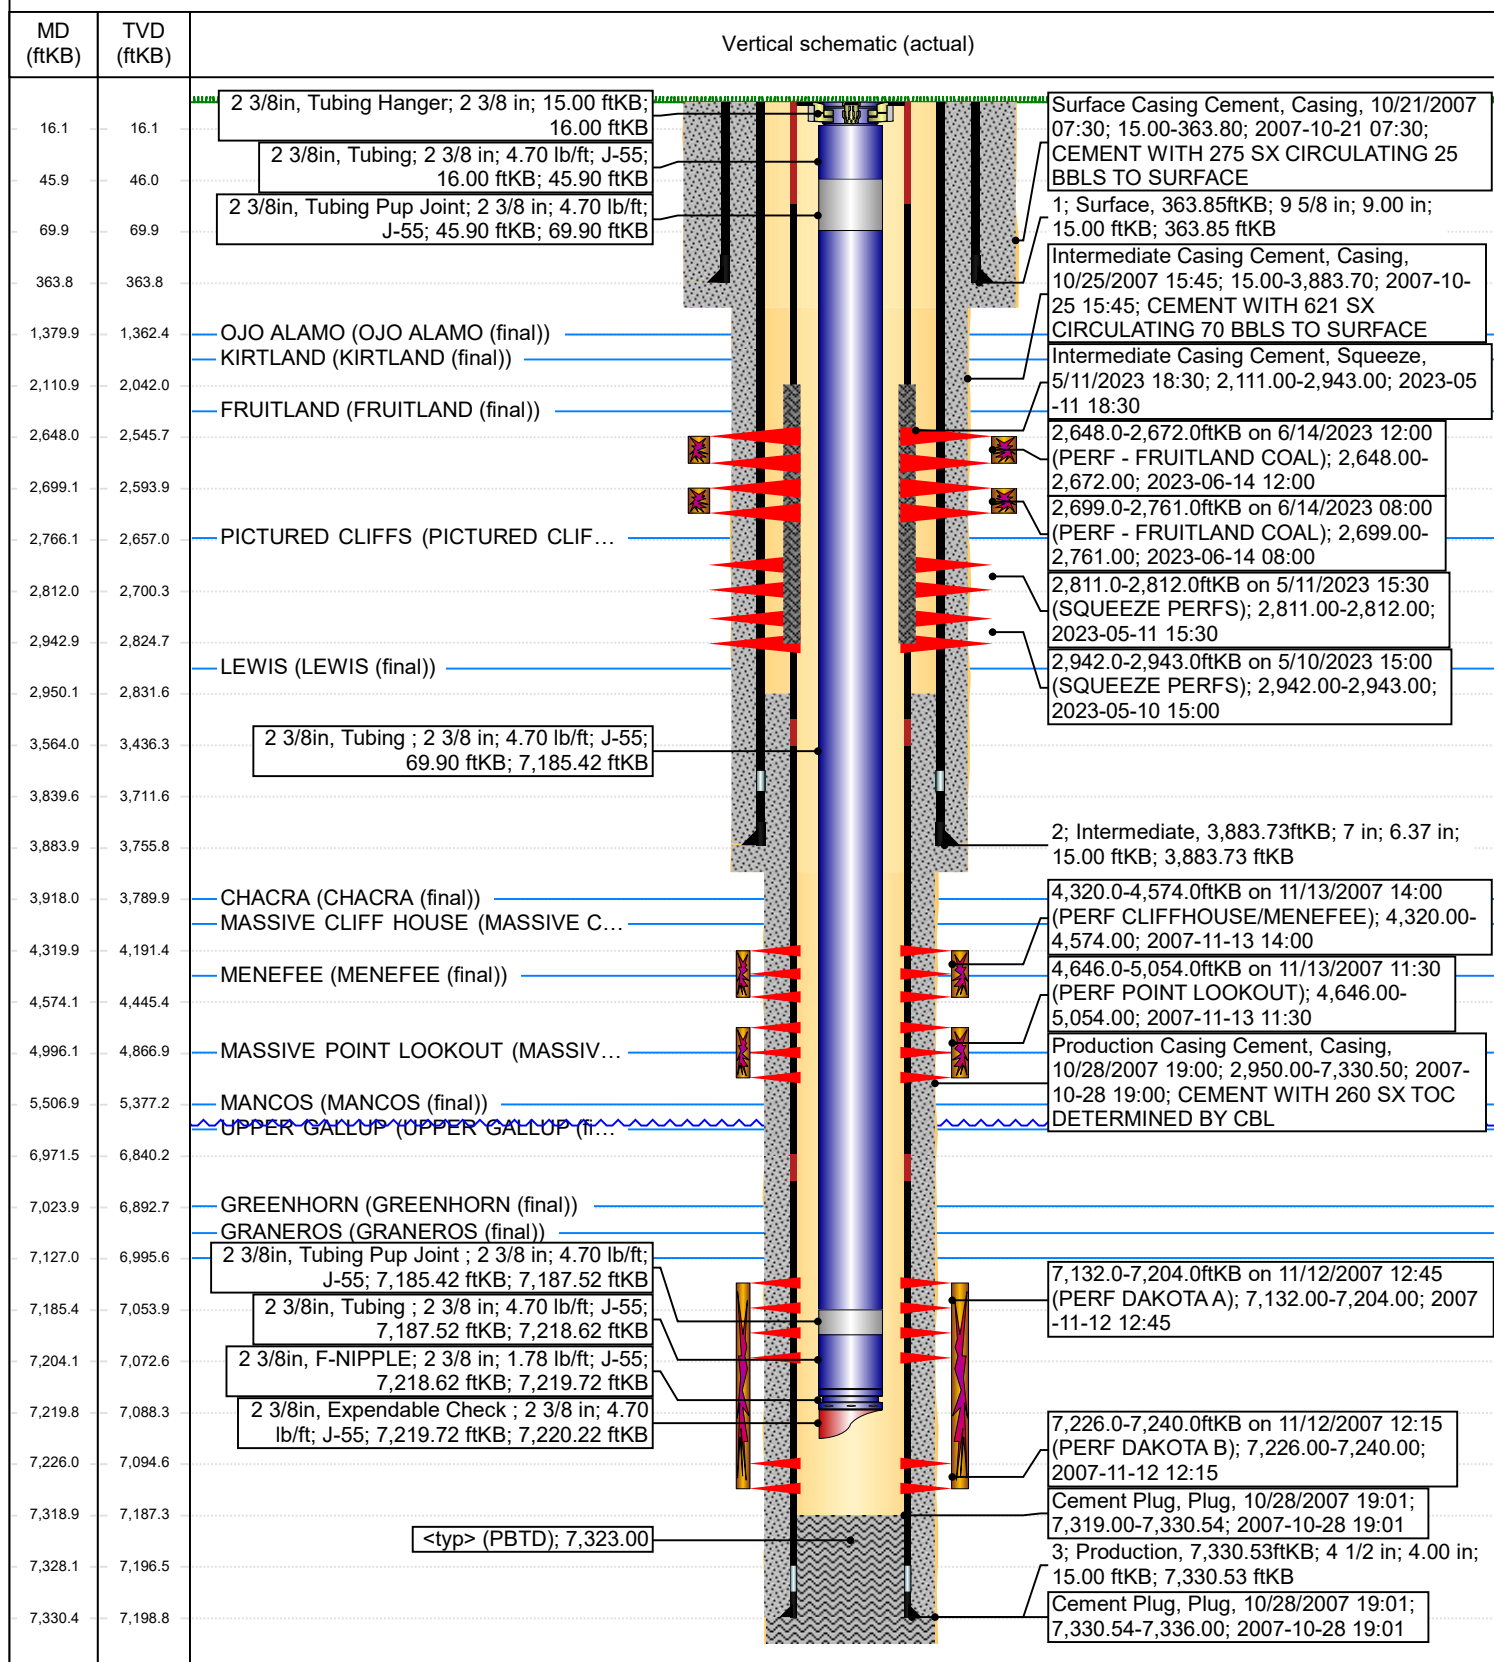 MD
(ftKB)
TVD
(ftKB)
Vertical schematic (actual)
16.1 16.1
45.9 46.0
69.9 69.9
363.8 363.8
1,379.9 1,362.4
2,110.9 2,042.0
2,648.0 2,545.7
2,699.1 2,593.9
2,766.1 2,657.0
2,812.0 2,700.3
2,942.9 2,824.7
2,950.1 2,831.6
3,564.0 3,436.3
3,839.6 3,711.6
3,883.9 3,755.8
3,918.0 3,789.9
4,319.9 4,191.4
4,574.1 4,445.4
4,996.1 4,866.9
5,506.9 5,377.2
6,971.5 6,840.2
7,023.9 6,892.7
7,127.0 6,995.6
7,185.4 7,053.9
7,204.1 7,072.6
7,219.8 7,088.3
7,226.0 7,094.6
7,318.9 7,187.3
7,328.1 7,196.5
7,330.4 7,198.8
2 3/8in, Tubing Hanger; 2 3/8 in; 15.00 ftKB;
16.00 ftKB
2 3/8in, Tubing; 2 3/8 in; 4.70 lb/ft; J-55;
16.00 ftKB; 45.90 ftKB
2 3/8in, Tubing Pup Joint; 2 3/8 in; 4.70 lb/ft;
J-55; 45.90 ftKB; 69.90 ftKB
OJO ALAMO (OJO ALAMO (final))
KIRTLAND (KIRTLAND (final))
FRUITLAND (FRUITLAND (final))
PICTURED CLIFFS (PICTURED CLIF...
LEWIS (LEWIS (final))
2 3/8in, Tubing ; 2 3/8 in; 4.70 lb/ft; J-55;
69.90 ftKB; 7,185.42 ftKB
CHACRA (CHACRA (final))
MASSIVE CLIFF HOUSE (MASSIVE C...
MENEFEE (MENEFEE (final))
MASSIVE POINT LOOKOUT (MASSIV...
MANCOS (MANCOS (final))
UPPER GALLUP (UPPER GALLUP (fi...
GREENHORN (GREENHORN (final))
GRANEROS (GRANEROS (final))
2 3/8in, Tubing Pup Joint ; 2 3/8 in; 4.70 lb/ft;
J-55; 7,185.42 ftKB; 7,187.52 ftKB
2 3/8in, Tubing ; 2 3/8 in; 4.70 lb/ft; J-55;
7,187.52 ftKB; 7,218.62 ftKB
2 3/8in, F-NIPPLE; 2 3/8 in; 1.78 lb/ft; J-55;
7,218.62 ftKB; 7,219.72 ftKB
2 3/8in, Expendable Check ; 2 3/8 in; 4.70
lb/ft; J-55; 7,219.72 ftKB; 7,220.22 ftKB
<typ> (PBTD); 7,323.00
Surface Casing Cement, Casing, 10/21/2007
07:30; 15.00-363.80; 2007-10-21 07:30;
CEMENT WITH 275 SX CIRCULATING 25
BBLS TO SURFACE
1; Surface, 363.85ftKB; 9 5/8 in; 9.00 in;
15.00 ftKB; 363.85 ftKB
Intermediate Casing Cement, Casing,
10/25/2007 15:45; 15.00-3,883.70; 2007-10-
25 15:45; CEMENT WITH 621 SX
CIRCULATING 70 BBLS TO SURFACE
Intermediate Casing Cement, Squeeze,
5/11/2023 18:30; 2,111.00-2,943.00; 2023-05
-11 18:30
2,648.0-2,672.0ftKB on 6/14/2023 12:00
(PERF - FRUITLAND COAL); 2,648.00-
2,672.00; 2023-06-14 12:00
2,699.0-2,761.0ftKB on 6/14/2023 08:00
(PERF - FRUITLAND COAL); 2,699.00-
2,761.00; 2023-06-14 08:00
2,811.0-2,812.0ftKB on 5/11/2023 15:30
(SQUEEZE PERFS); 2,811.00-2,812.00;
2023-05-11 15:30
2,942.0-2,943.0ftKB on 5/10/2023 15:00
(SQUEEZE PERFS); 2,942.00-2,943.00;
2023-05-10 15:00
2; Intermediate, 3,883.73ftKB; 7 in; 6.37 in;
15.00 ftKB; 3,883.73 ftKB
4,320.0-4,574.0ftKB on 11/13/2007 14:00
(PERF CLIFFHOUSE/MENEFEE); 4,320.00-
4,574.00; 2007-11-13 14:00
4,646.0-5,054.0ftKB on 11/13/2007 11:30
(PERF POINT LOOKOUT); 4,646.00-
5,054.00; 2007-11-13 11:30
Production Casing Cement, Casing,
10/28/2007 19:00; 2,950.00-7,330.50; 2007-
10-28 19:00; CEMENT WITH 260 SX TOC
DETERMINED BY CBL
7,132.0-7,204.0ftKB on 11/12/2007 12:45
(PERF DAKOTA A); 7,132.00-7,204.00; 2007
-11-12 12:45
7,226.0-7,240.0ftKB on 11/12/2007 12:15
(PERF DAKOTA B); 7,226.00-7,240.00;
2007-11-12 12:15
Cement Plug, Plug, 10/28/2007 19:01;
7,319.00-7,330.54; 2007-10-28 19:01
3; Production, 7,330.53ftKB; 4 1/2 in; 4.00 in;
15.00 ftKB; 7,330.53 ftKB
Cement Plug, Plug, 10/28/2007 19:01;
7,330.54-7,336.00; 2007-10-28 19:01